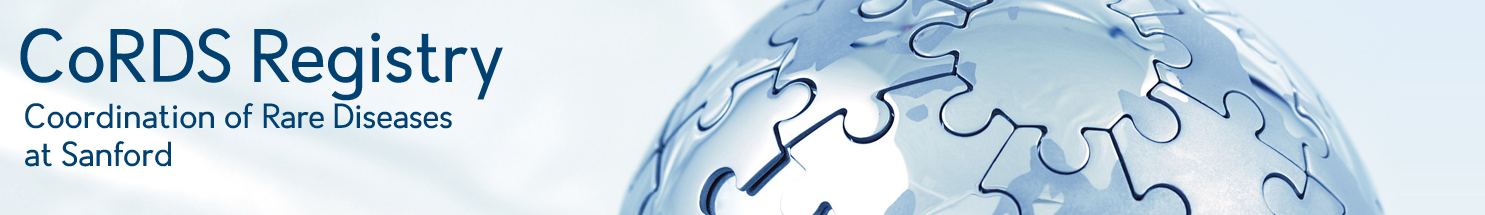 CoRDS Registry
Coordination of Rare Diseases
at Sanford